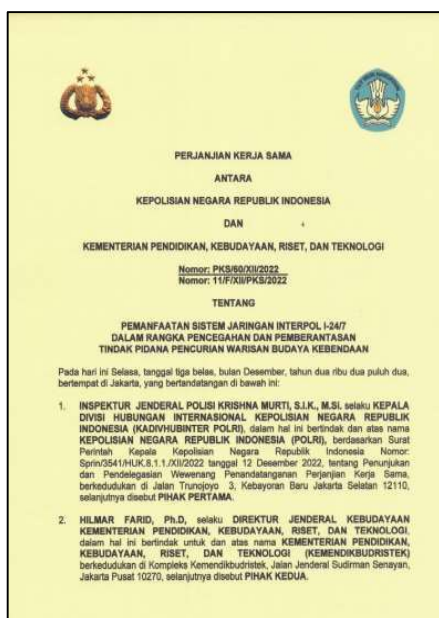 PERJANJIAN KERJA SAMA
ANTARA
KEPOLISIAN NEGARA REPUBLIK INDONESIA
DAN
KEMENTERIAN PENDIDIKAN, KEBUDAYAAN, RISET, DAN TEKNOLOGI
Nomor: PKS/60/XII/2022
Nomor: 11/F/XII/PKS/2022
TENTANG
PEMANFAATAN SISTEM JARINGAN INTERPOL I-24/7
DALAM RANGKA PENCEGAHAN DAN PEMBERANTASAN
TINDAK PIDANA PENCURIAN WARISAN BUDAYA KEBENDAAN
Pada hari ini Selasa, tanggal tiga belas, bulan Desember, tahun dua ribu dua puluh dua,
bertempat di Jakarta, yang bertandatangan di bawah ini:
1. INSPEKTUR JENDERAL POLISI KRISHNA MURTI, S.I.K., M.Si. selaku KEPALA
DIVISI HUBUNGAN INTERNASIONAL KEPOLISIAN NEGARA REPUBLIK
INDONESIA (KADIVHUBINTER POLRI), dalam hal ini bertindak dan atas nama
KEPOLISIAN NEGARA REPUBLIK INDONESIA (POLRI), berdasarkan Surat
Perintah Kepala Kepolisian Negara Republik Indonesia Nomor:
Sprin/3541/HUK.8.1.1./XII/2022 tanggal 12 Desember 2022, tentang Penunjukan
dan Pendelegasian Wewenang Penandatanganan Perjanjian Kerja Sama,
berkedudukan di Jalan Trunojoyo 3, Kebayoran Baru Jakarta Selatan 12110,
selanjutnya disebut PIHAK PERTAMA.
2. HILMAR FARID, Ph.D, selaku DIREKTUR JENDERAL KEBUDAYAAN
KEMENTERIAN PENDIDIKAN, KEBUDAYAAN, RISET, DAN TEKNOLOGI,
dalam hal ini bertindak untuk dan atas nama KEMENTERIAN PENDIDIKAN,
KEBUDAYAAN, RISET, DAN TEKNOLOGI (KEMENDIKBUDRISTEK)
berkedudukan di Kompleks Kemendikbudristek, Jalan Jenderal Sudirman Senayan,
Jakarta Pusat 10270, selanjutnya disebut PIHAK KEDUA.